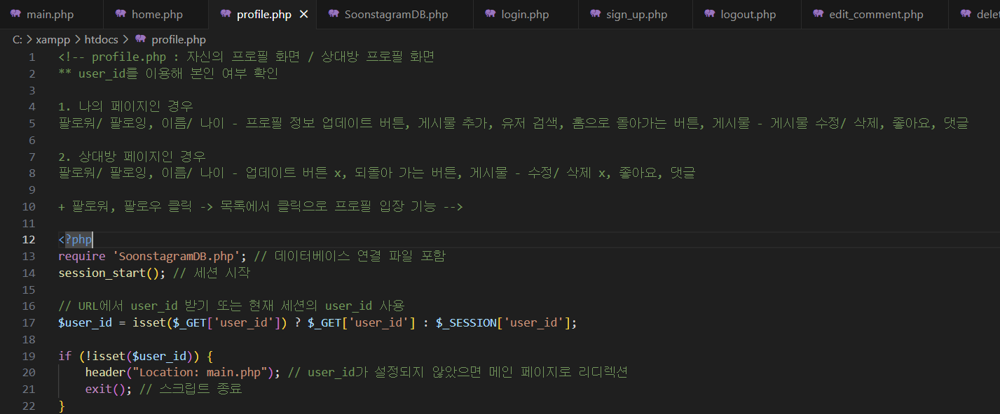 main.php home.php profile.php SoonstagramDB.php login.php sign_up.php logout.php edit_comment.php
C: > xampp > htdocs > profile.php
1 <!-- profile.php : 자신의 프로필 화면 / 상대방 프로필 화면
2 ** user_id를 이용해 본인 여부 확인
3
4 1. 나의 페이지인 경우
5 팔로워/ 팔로잉, 이름/ 나이 - 프로필 정보 업데이트 버튼, 게시물 추가, 유저 검색, 홈으로 돌아가는 버튼, 게시물 - 게시물 수정/ 삭제, 좋아요, 댓글
6
7 2. 상대방 페이지인 경우
8 팔로워/ 팔로잉, 이름/ 나이 - 업데이트 버튼 x, 되돌아 가는 버튼, 게시물 - 수정/ 삭제 x, 좋아요, 댓글
9
10 + 팔로워, 팔로우 클릭 -> 목록에서 클릭으로 프로필 입장 기능 -->
11
12 <?php
13 require 'SoonstagramDB.php'; // 데이터베이스 연결 파일 포함
14 session_start(); // 세션 시작
15
16 // URL에서 user_id 받기 또는 현재 세션의 user_id 사용
17 $user_id = isset($_GET['user_id']) ? $_GET['user_id'] : $_SESSION['user_id'];
18
19 if (!isset($user_id)) {
20 header("Location: main.php"); // user_id가 설정되지 않았으면 메인 페이지로 리디렉션
21 exit(); // 스크립트 종료
22 }